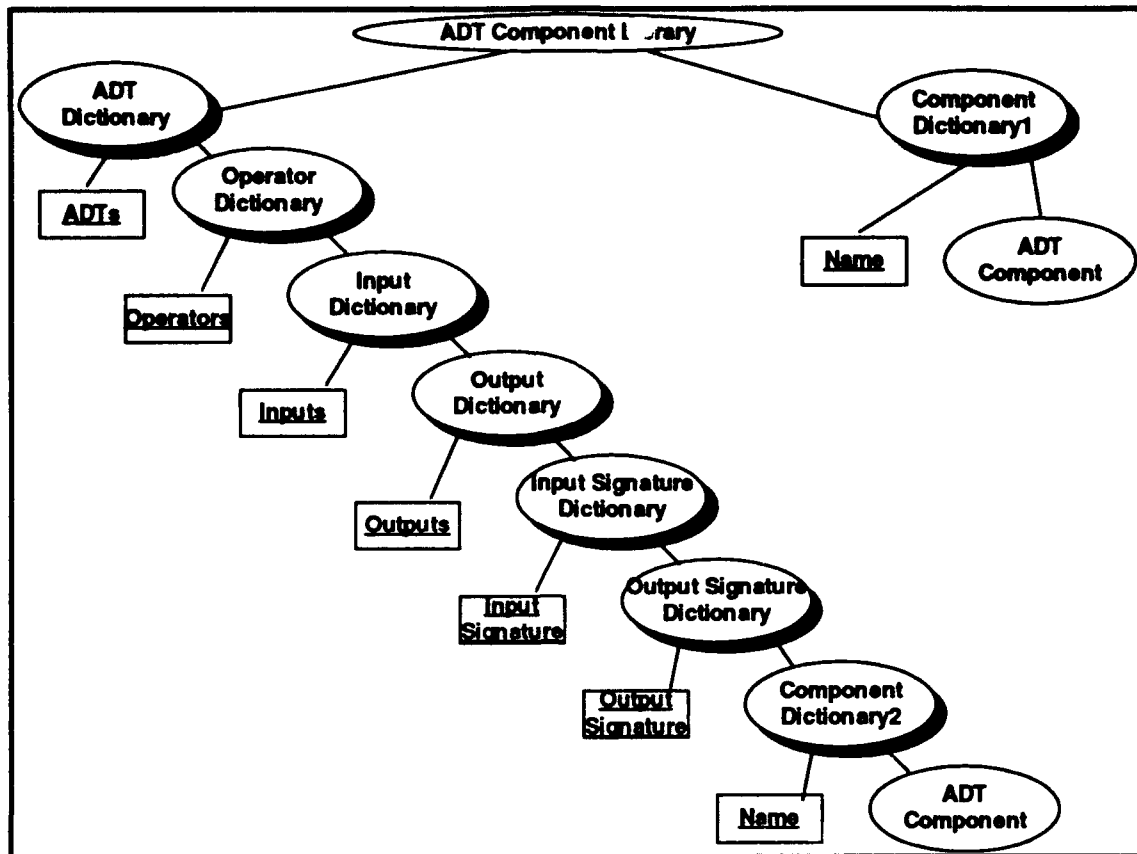 ADT Component
ADT
Dictionary
Component
Dictionary1
Operator
Dictionary
ADTs
Name
ADT
Component
Input
Dictionary
Operators
Output
Dictionary
Inputs
Input Signature
Dictionary
Outputs
Output Signature
Dictionary
Input
Signature
Component
Dictionary2
Output
Signature
Name
ADT
Component